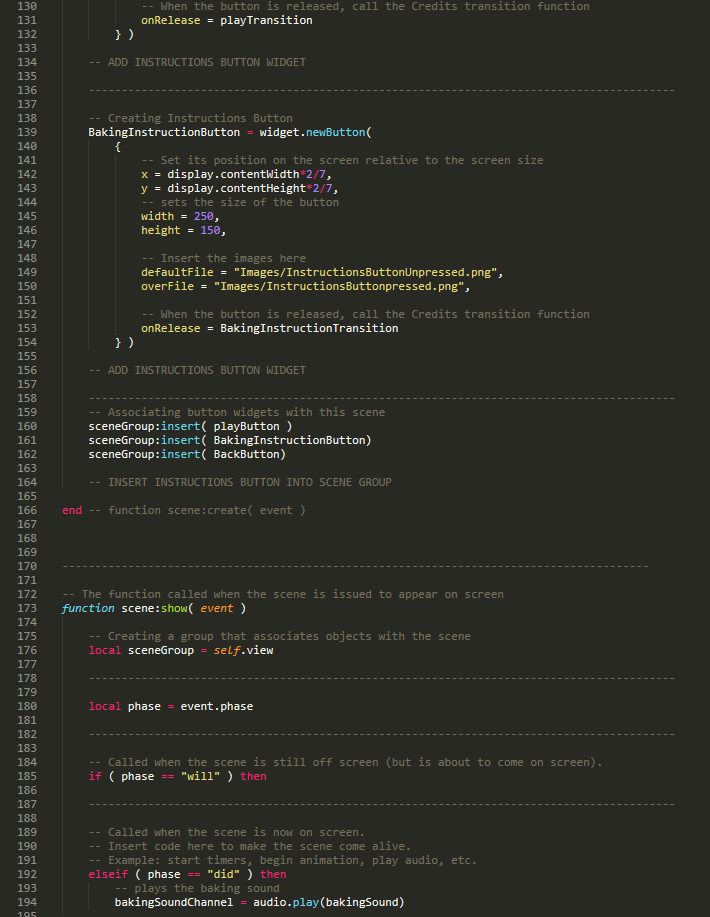 130 -- When the button is released, call the Credits transition function
131 onRelease = playTransition
132 } )
133
134 -- ADD INSTRUCTIONS BUTTON WIDGET
135
136 -----------------------------------------------------------------------------------------
137
138 -- Creating Instructions Button
139 BakingInstructionButton = widget.newButton(
140 {
141 -- Set its position on the screen relative to the screen size
142 x = display.contentWidth*2/7,
143 y = display.contentHeight*2/7,
144 -- sets the size of the button
145 width = 250,
146 height = 150,
147
148 -- Insert the images here
149 defaultFile = "Images/InstructionsButtonUnpressed.png",
150 overFile = "Images/InstructionsButtonpressed.png",
151
152 -- When the button is released, call the Credits transition function
153 onRelease = BakingInstructionTransition
154 } )
155
156 -- ADD INSTRUCTIONS BUTTON WIDGET
157
158 -----------------------------------------------------------------------------------------
159 -- Associating button widgets with this scene
160 sceneGroup:insert( playButton )
161 sceneGroup:insert( BakingInstructionButton)
162 sceneGroup:insert( BackButton)
163
164 -- INSERT INSTRUCTIONS BUTTON INTO SCENE GROUP
165
166 end -- function scene:create( event )
167
168
169
170 -----------------------------------------------------------------------------------------
171
172 -- The function called when the scene is issued to appear on screen
173 function scene:show( event )
174
175 -- Creating a group that associates objects with the scene
176 local sceneGroup = self.view
177
178 -----------------------------------------------------------------------------------------
179
180 local phase = event.phase
181
182 -----------------------------------------------------------------------------------------
183
184 -- Called when the scene is still off screen (but is about to come on screen).
185 if ( phase == "will" ) then
186
187 -----------------------------------------------------------------------------------------
188
189 -- Called when the scene is now on screen.
190 -- Insert code here to make the scene come alive.
191 -- Example: start timers, begin animation, play audio, etc.
192 elseif ( phase == "did" ) then
193 -- plays the baking sound
194 bakingSoundChannel = audio.play(bakingSound)
195